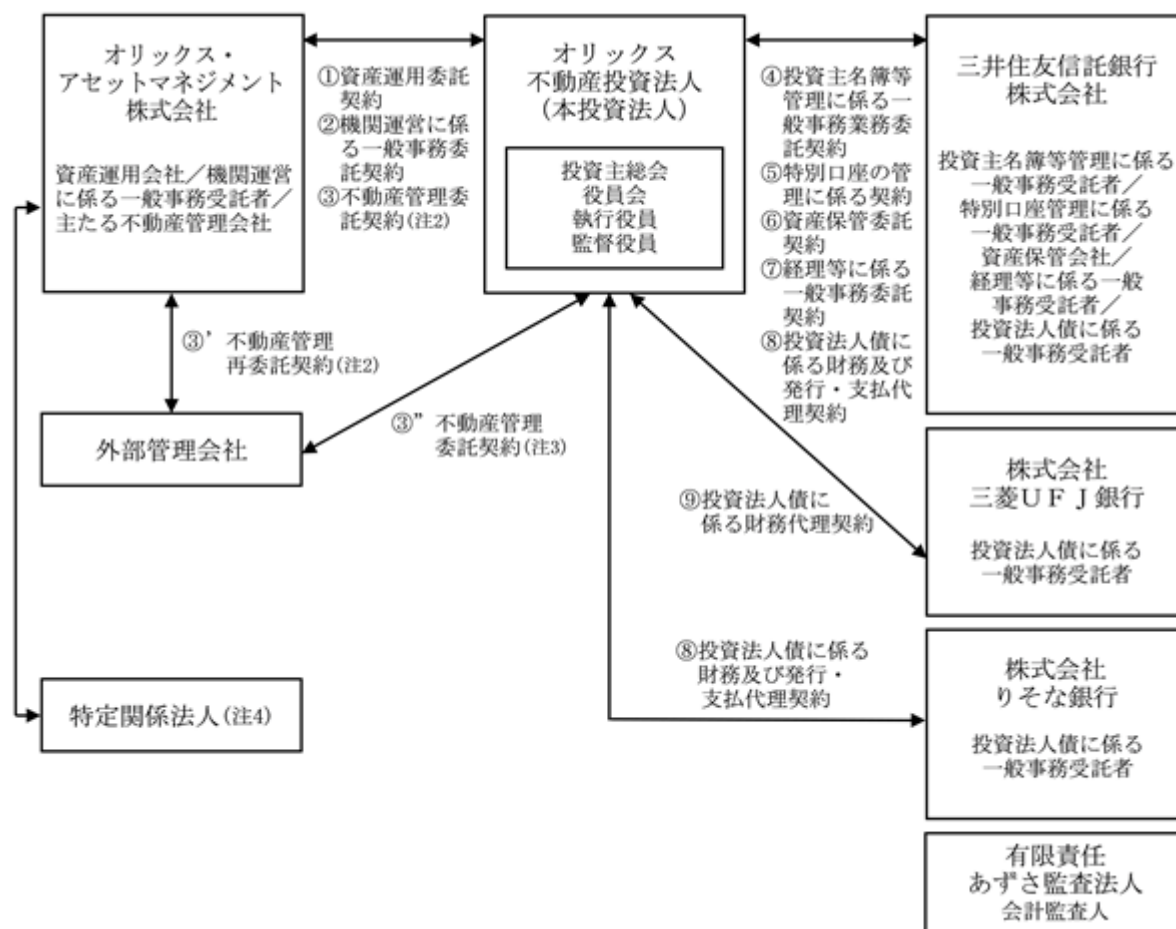 オリックス・
アセットマネジメント
株式会社
資産運用会社／機関運営
に係る一般事務受託者／
主たる不動産管理会社
①資産運用委託
契約
②機関運営に係
る一般事務委
託契約
③不動産管理委
託契約(注2)
オリックス
不動産投資法人
(本投資法人)
投資主総会
役員会
執行役員
監督役員
④投資主名簿等
管理に係る一
般事務業務委
託契約
⑤特別口座の管
理に係る契約
⑥資産保管委託
契約
⑦経理等に係る
一般事務委託
契約
⑧投資法人債に
係る財務及び
発行・支払代
理契約
三井住友信託銀行
株式会社
投資主名簿等管理に係る
一般事務受託者／
特別口座管理に係る
一般事務受託者／
資産保管会社／
経理等に係る一般
事務受託者／
投資法人債に係る
一般事務受託者
③’不動産管理
再委託契約(注2)
外部管理会社
③”不動産管理
委託契約(注3)
⑨投資法人債に
係る財務代理契約
株式会社
三菱ＵＦＪ銀行
投資法人債に係る
一般事務受託者
⑧投資法人債に係る
財務及び発行・
支払代理契約
株式会社
りそな銀行
投資法人債に係る
一般事務受託者
特定関係法人(注4)
有限責任
あずさ監査法人
会計監査人